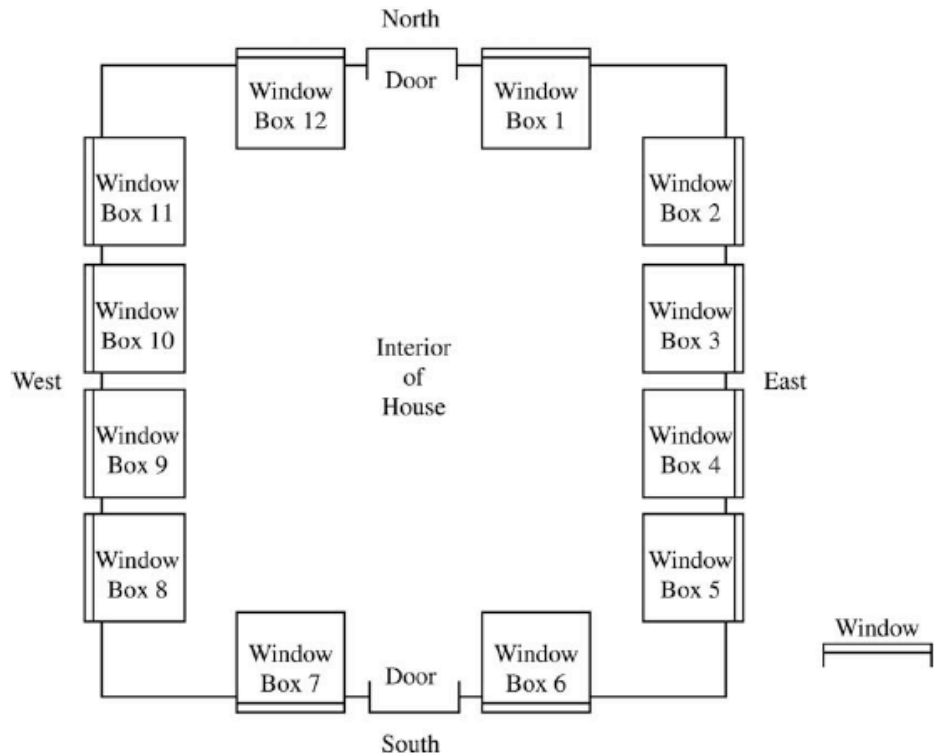 North
Door
Window
Box 12
Window
Box 1
Window
Box 11
Window
Box 2
Window
Box 10
Window
Box 3
West
Interior
of
House
East
Window
Box 9
Window
Box 4
Window
Box 8
Window
Box 5
Window
Box 7
Door
Window
Box 6
Window
South